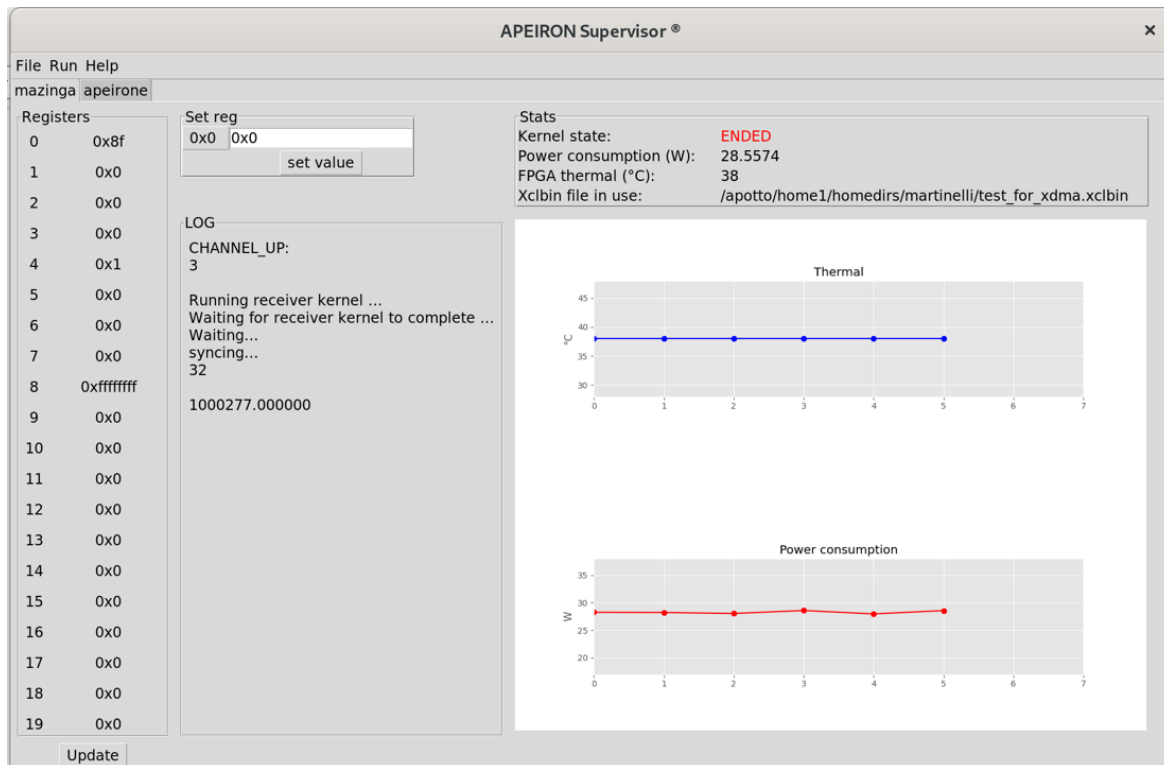 APEIRON Supervisor ®
×
File Run Help
mazinga apeirone
Registers
0 0x8f
1 0x0
2 0x0
3 0x0
4 0x1
5 0x0
6 0x0
7 0x0
8 0xffffffff
9 0x0
10 0x0
11 0x0
12 0x0
13 0x0
14 0x0
15 0x0
16 0x0
17 0x0
18 0x0
19 0x0
Update
Set reg
0x0 0x0
set value
LOG
CHANNEL_UP:
3
Running receiver kernel ...
Waiting for receiver kernel to complete ...
Waiting...
syncing...
32
1000277.000000
Stats
Kernel state: ENDED
Power consumption (W): 28.5574
FPGA thermal (°C): 38
Xclbin file in use: /apotto/home1/homedirs/martinelli/test_for_xdma.xclbin
Thermal
45
40
35
30
°C
0 1 2 3 4 5 6 7
Power consumption
35
30
25
20
W
0 1 2 3 4 5 6 7